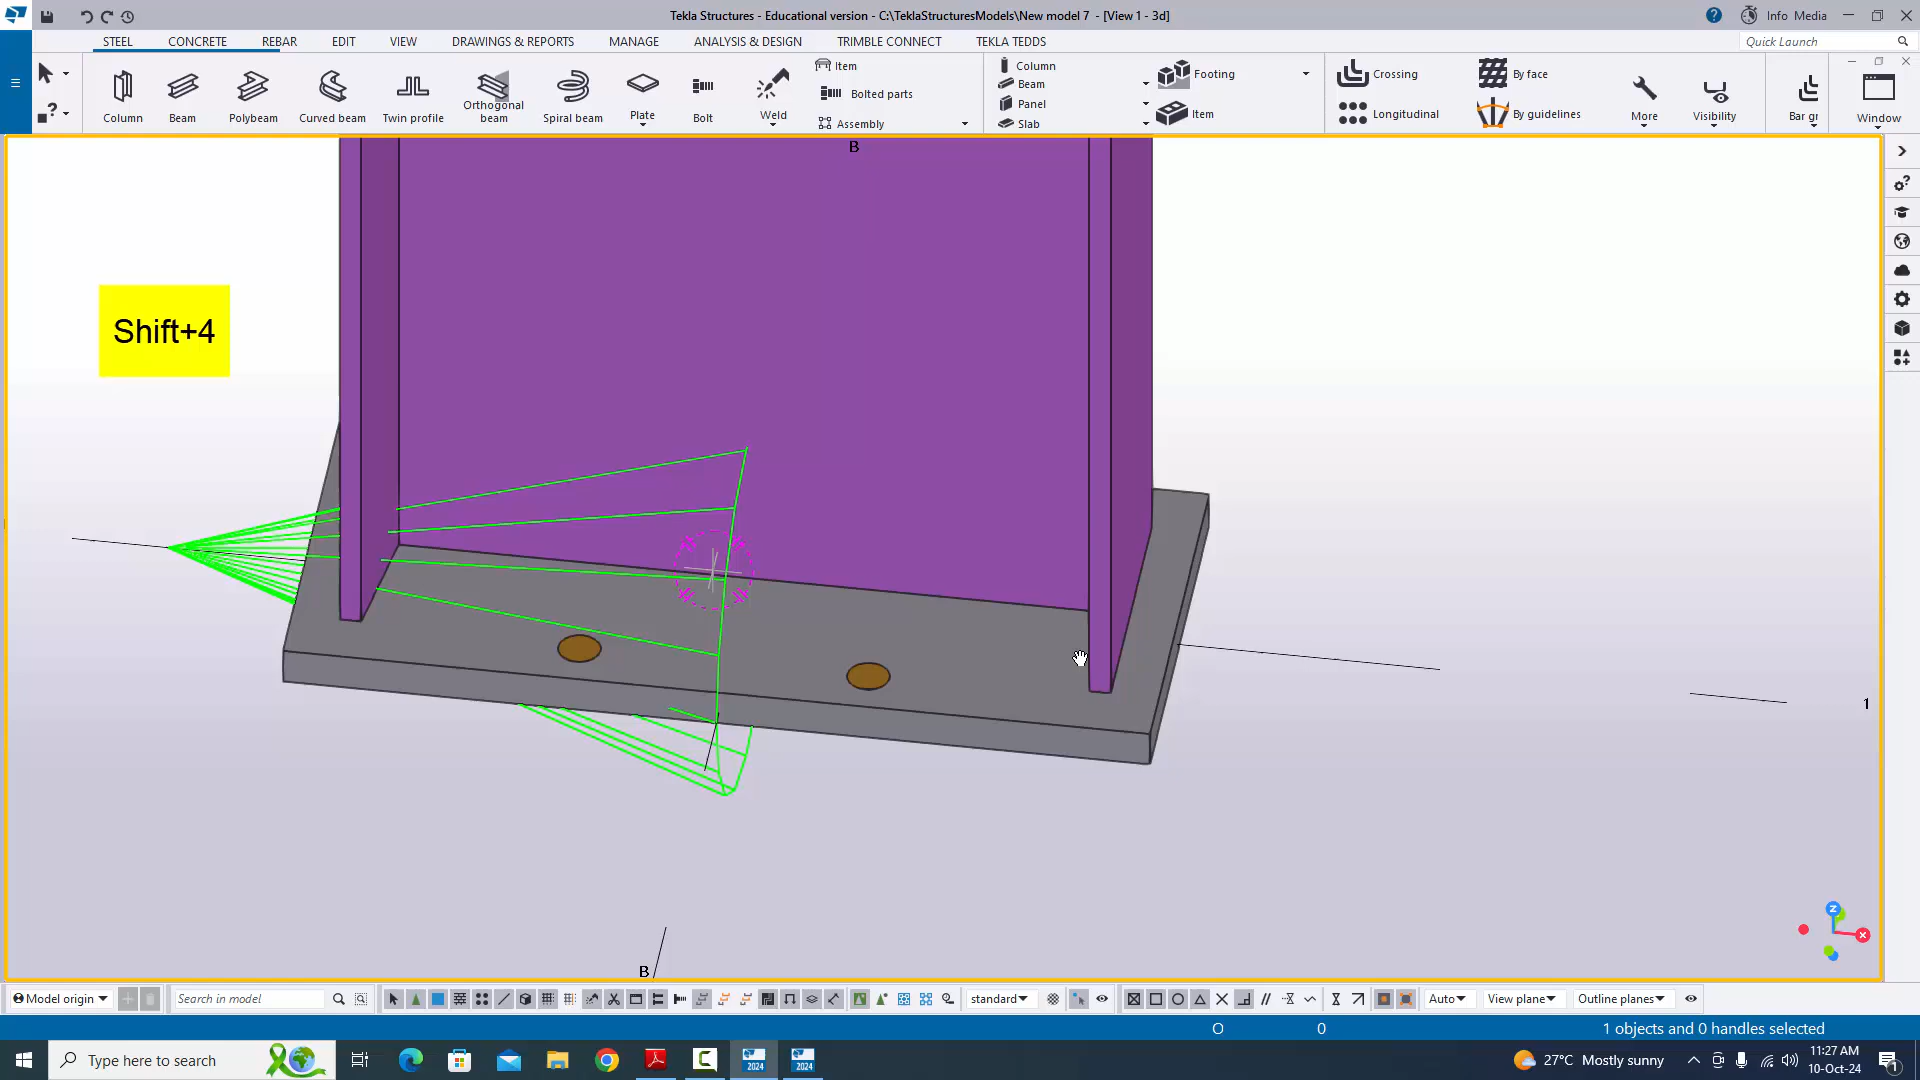 Tekla Structures - Educational version - C:\TeklaStructuresModels\New model 7 - [View 1 - 3d]
Info Media
STEEL CONCRETE REBAR EDIT VIEW DRAWINGS & REPORTS MANAGE ANALYSIS & DESIGN TRIMBLE CONNECT TEKLA TEDDS
Quick Launch
Column
Beam
Polybeam
Curved beam
Twin profile
Orthogonal
beam
Spiral beam
Plate
Bolt
Weld
Item
Bolted parts
Assembly
Column
Beam
Panel
Slab
Footing
Item
Crossing
Longitudinal
By face
By guidelines
More
Visibility
Bar gr
Window
B
Shift+4
1
B
Z
X
Model origin
Search in model
standard
Auto
View plane
Outline planes
O
0
1 objects and 0 handles selected
Type here to search
2024
2024
27°C Mostly sunny
11:27 AM
10-Oct-24
1